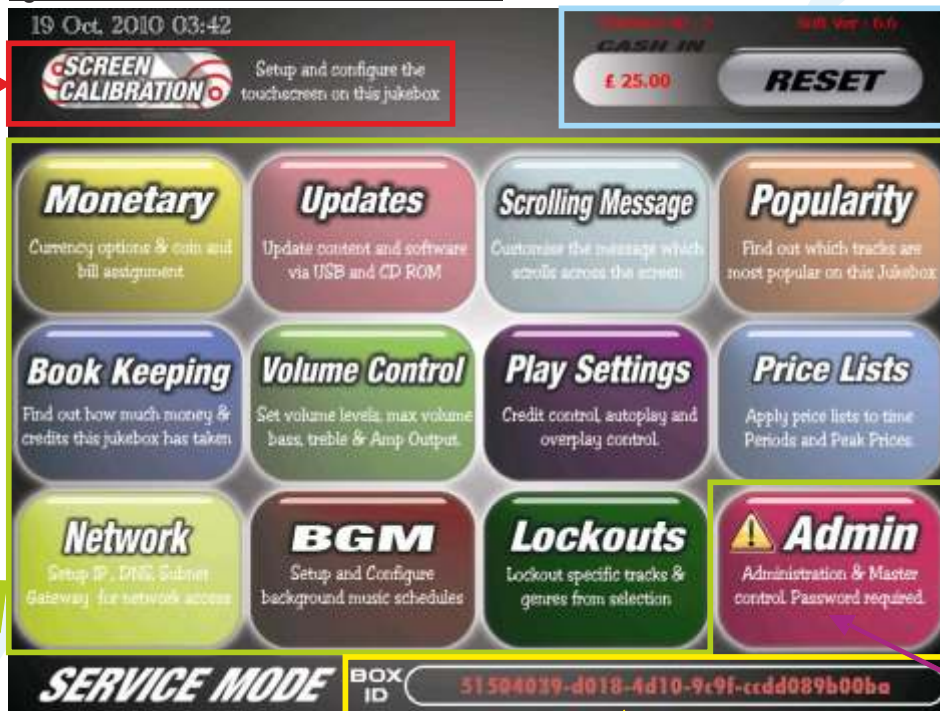 19 Oct, 2010 03:42
Soft Ver : 6.6
SCREEN CALIBRATION
Setup and configure the
touchscreen on this jukebox
CASH IN
£ 25.00
RESET
Monetary
Currency options & coin and
bill assignment
Updates
Update content and software
via USB and CD ROM
Scrolling Message
Customise the message which
scrolls across the screen
Popularity
Find out which tracks are
most popular on this Jukebox
Book Keeping
Find out how much money &
credits this jukebox has taken
Volume Control
Set volume levels, max volume
bass, treble & Amp Output.
Play Settings
Credit control, autoplay and
overplay control.
Price Lists
Apply price lists to time
Periods and Peak Prices.
Network
Setup IP, DNS, Subnet
Gateway for network access
BGM
Setup and Configure
background music schedules
Lockouts
Lockout specific tracks &
genres from selection
Admin
Administration & Master
control. Password required.
SERVICE MODE
BOX
ID
51504039-d018-4d10-9c9f-ccdd089b00ba